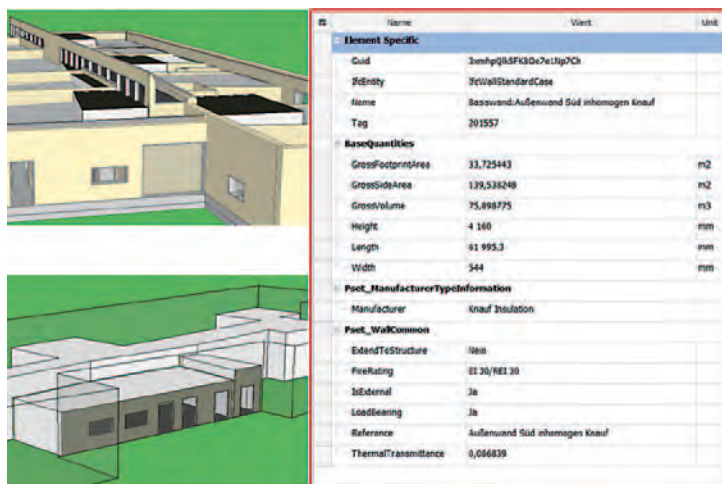 Name Wert Unit
Element Specific
Guid
IfcEntity IfcWallStandardCase
Name Basiswand:Außenwand Süd inhomogen Knauf
Tag 201557
BaseQuantities
GrossFootprintArea 33,725443 m2
GrossSideArea 139,538248 m2
GrossVolume 75,898775 m3
Height 4 160 mm
Length 61 995,3 mm
Width 544 mm
Pset_ManufacturerTypeInformation
Manufacturer Knauf Insulation
Pset_WallCommon
ExtendToStructure Nein
FireRating EI 30/REI 30
IsExternal Ja
LoadBearing Ja
Reference Außenwand Süd inhomogen Knauf
ThermalTransmittance 0,086839